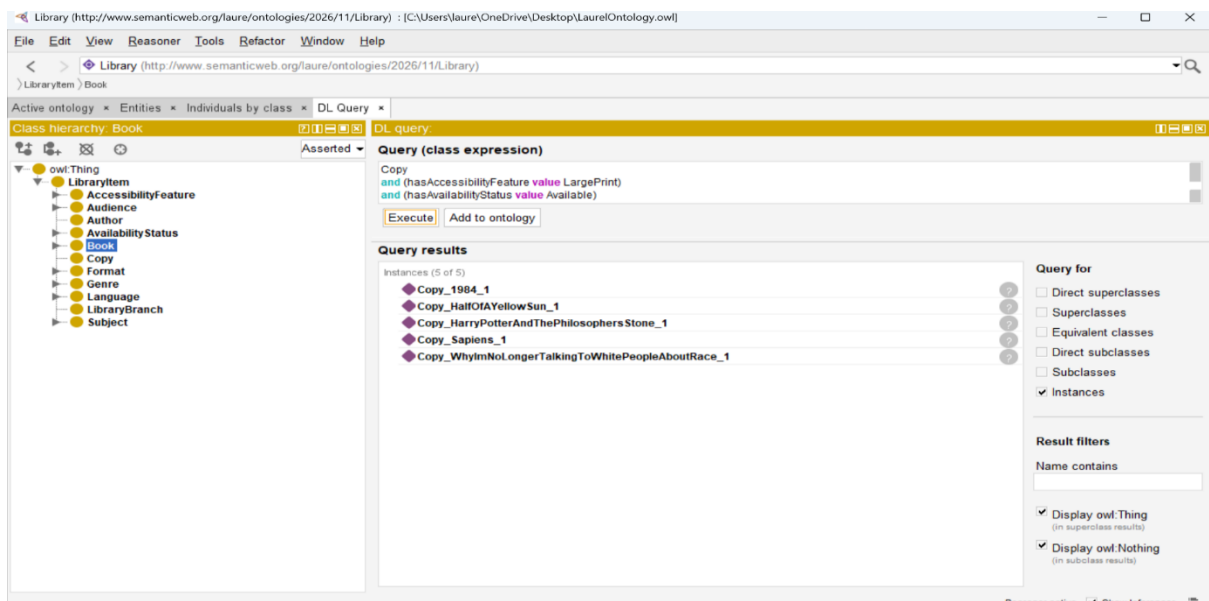 Library (http://www.semanticweb.org/laure/ontologies/2026/11/Library) : [C:\Users\laure\OneDrive\Desktop\LaurelOntology.owl]
File Edit View Reasoner Tools Refactor Window Help
Library (http://www.semanticweb.org/laure/ontologies/2026/11/Library)
LibraryItem Book
Active ontology × Entities × Individuals by class × DL Query ×
Class hierarchy: Book
Asserted
owl:Thing
LibraryItem
AccessibilityFeature
Audience
Author
AvailabilityStatus
Book
Copy
Format
Genre
Language
LibraryBranch
Subject
DL query:
Query (class expression)
Copy
and (hasAccessibilityFeature value LargePrint)
and (hasAvailabilityStatus value Available)
Execute Add to ontology
Query results
Instances (5 of 5)
Copy_1984_1 ?
Copy_HalfOfAYellowSun_1 ?
Copy_HarryPotterAndThePhilosophersStone_1 ?
Copy_Sapiens_1 ?
Copy_WhyImNoLongerTalkingToWhitePeopleAboutRace_1 ?
Query for
Direct superclasses
Superclasses
Equivalent classes
Direct subclasses
Subclasses
Instances
Result filters
Name contains
Display owl:Thing
(in superclass results)
Display owl:Nothing
(in subclass results)